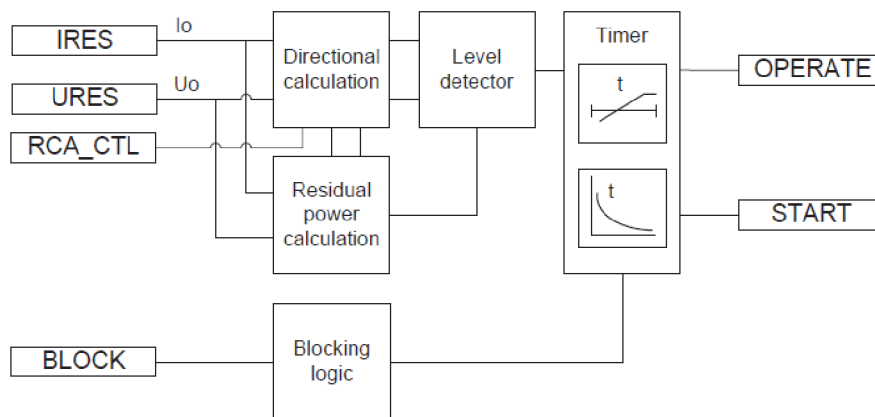 IRES
Io
Directional
calculation
Level
detector
Timer
t
OPERATE
URES
Uo
RCA_CTL
Residual
power
calculation
t
START
BLOCK
Blocking
logic